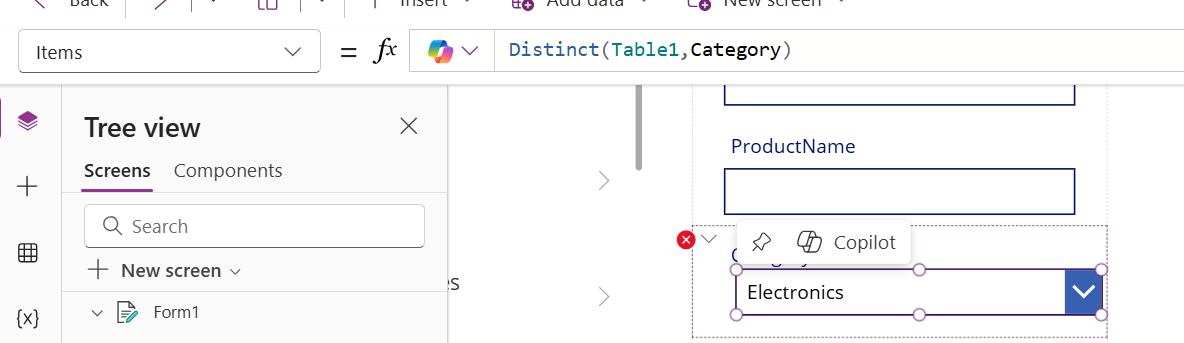 Back
Insert
Add data
New screen
Items
= fx
Distinct(Table1,Category)
Tree view
Screens
Components
Search
New screen
{x}
Form1
ProductName
Copilot
Electronics